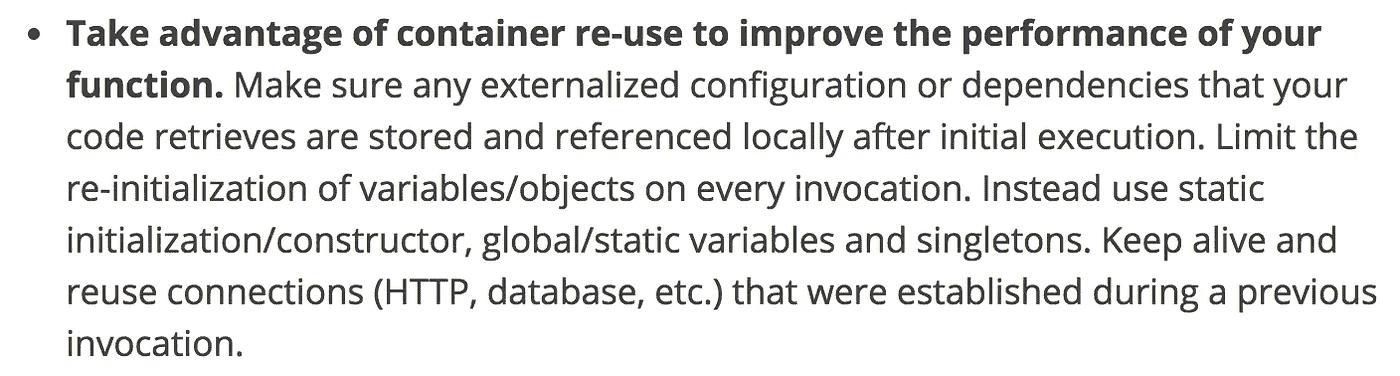 • Take advantage of container re-use to improve the performance of your
function. Make sure any externalized configuration or dependencies that your
code retrieves are stored and referenced locally after initial execution. Limit the
re-initialization of variables/objects on every invocation. Instead use static
initialization/constructor, global/static variables and singletons. Keep alive and
reuse connections (HTTP, database, etc.) that were established during a previous
invocation.